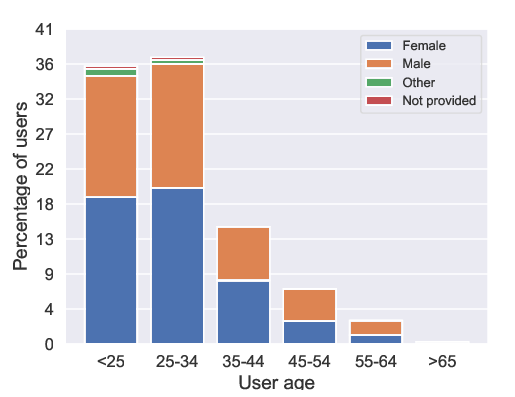 41
36
32
27
22
18
13
9
4
0
Percentage of users
Female
Male
Other
Not provided
<25
25-34
35-44
45-54
55-64
>65
User age